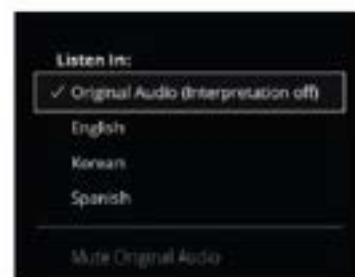 Listen In:
✓ Original Audio (Interpretation off)
English
Korean
Spanish
Mute Original Audio